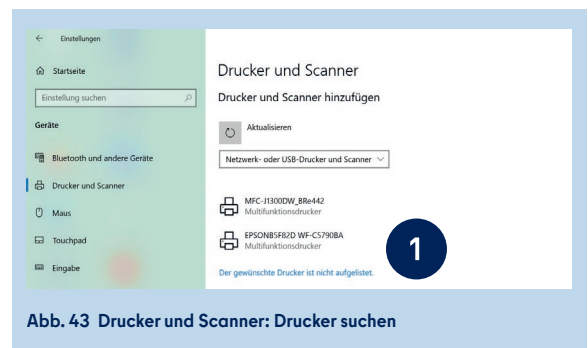 Einstellungen
Startseite
Einstellung suchen
Geräte
Bluetooth und andere Geräte
Drucker und Scanner
Maus
Touchpad
Eingabe
Drucker und Scanner
Drucker und Scanner hinzufügen
Aktualisieren
Netzwerk- oder USB-Drucker und Scanner
MFC-J1300DW_BRe442
Multifunktionsdrucker
EPSONB5F82D WF-C5790BA
Multifunktionsdrucker
1
Der gewünschte Drucker ist nicht aufgelistet.
Abb. 43 Drucker und Scanner: Drucker suchen